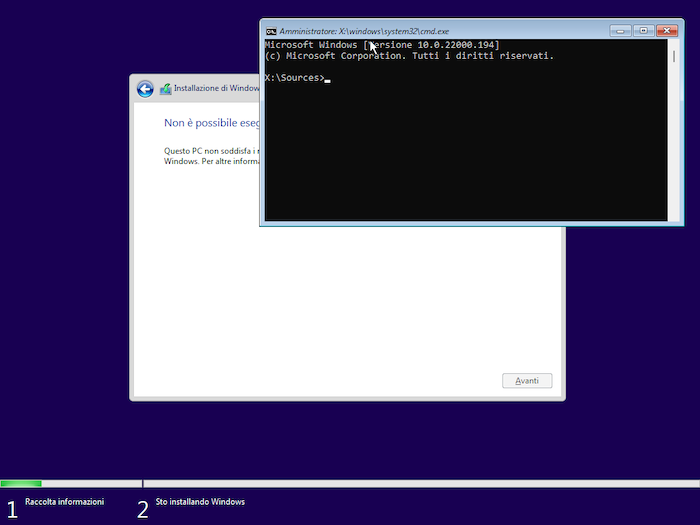 Amministratore: X:\windows\system32\cmd.exe
Microsoft Windows [Versione 10.0.22000.194]
(c) Microsoft Corporation. Tutti i diritti riservati.
X:\Sources>
Installazione di Window
Non è possibile eseg
Questo PC non soddisfa i
Windows. Per altre informa
Avanti
1 Raccolta informazioni
2 Sto installando Windows